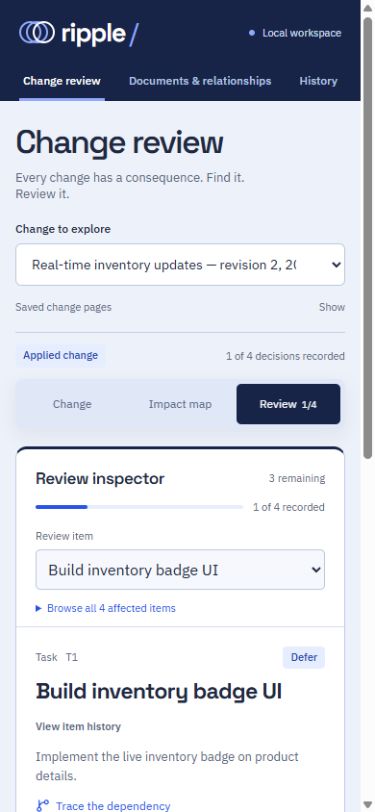 ripple /
Local workspace
Change review
Documents & relationships
History
Change review
Every change has a consequence. Find it.
Review it.
Change to explore
Real-time inventory updates — revision 2, 20
Saved change pages
Show
Applied change
1 of 4 decisions recorded
Change
Impact map
Review 1/4
Review inspector
3 remaining
1 of 4 recorded
Review item
Build inventory badge UI
Browse all 4 affected items
Task T1
Defer
Build inventory badge UI
View item history
Implement the live inventory badge on product
details.
Trace the dependency